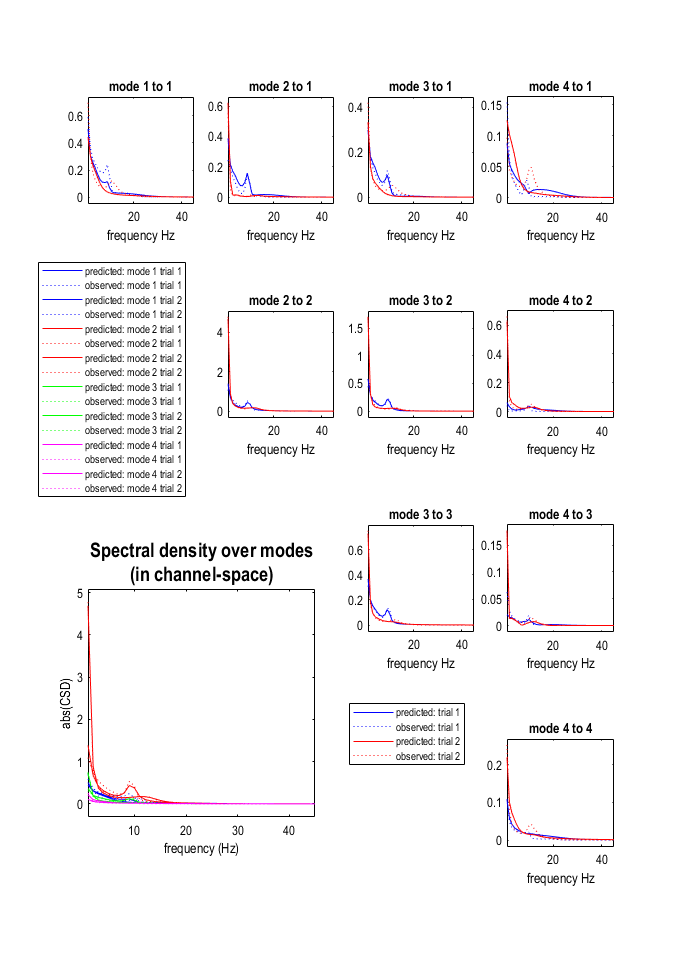 mode 1 to 1
mode 2 to 1
mode 3 to 1
mode 4 to 1
0.6
0.4
0.2
0
20
40
frequency Hz
0.6
0.4
0.2
0
20
40
frequency Hz
0.4
0.2
0
20
40
frequency Hz
0.15
0.1
0.05
0
20
40
frequency Hz
predicted: mode 1 trial 1
observed: mode 1 trial 1
predicted: mode 1 trial 2
observed: mode 1 trial 2
predicted: mode 2 trial 1
observed: mode 2 trial 1
predicted: mode 2 trial 2
observed: mode 2 trial 2
predicted: mode 3 trial 1
observed: mode 3 trial 1
predicted: mode 3 trial 2
observed: mode 3 trial 2
predicted: mode 4 trial 1
observed: mode 4 trial 1
predicted: mode 4 trial 2
observed: mode 4 trial 2
mode 2 to 2
mode 3 to 2
mode 4 to 2
4
2
0
20
40
frequency Hz
1.5
1
0.5
0
20
40
frequency Hz
0.6
0.4
0.2
0
20
40
frequency Hz
mode 3 to 3
mode 4 to 3
0.6
0.4
0.2
0
20
40
frequency Hz
0.15
0.1
0.05
0
20
40
frequency Hz
Spectral density over modes
(in channel-space)
5
4
3
2
1
0
abs(CSD)
10
20
30
40
frequency (Hz)
predicted: trial 1
observed: trial 1
predicted: trial 2
observed: trial 2
mode 4 to 4
0.2
0.1
0
20
40
frequency Hz